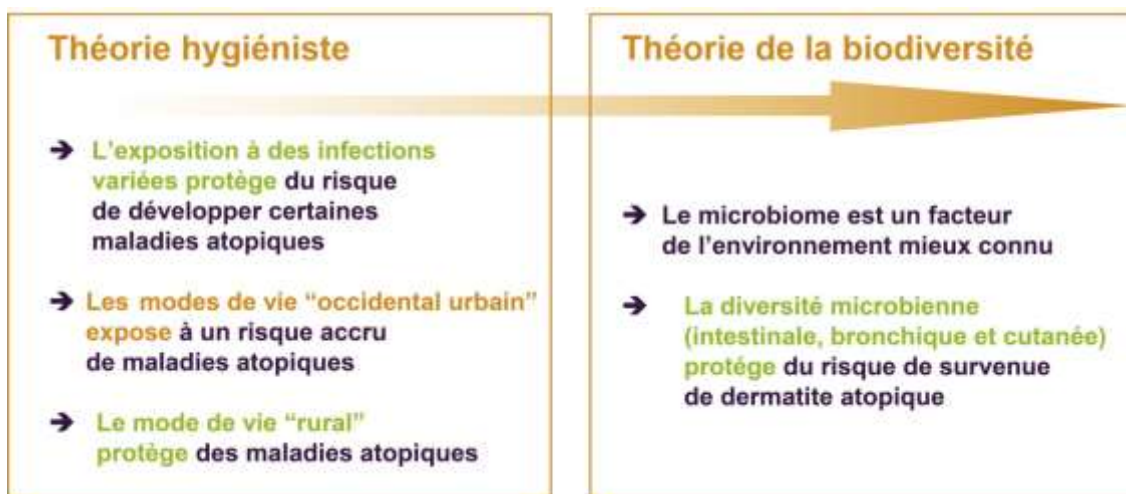 Théorie hygiéniste
➔ L'exposition à des infections
variées protège du risque
de développer certaines
maladies atopiques
➔ Les modes de vie “occidental urbain”
expose à un risque accru
de maladies atopiques
➔ Le mode de vie “rural”
protège des maladies atopiques
Théorie de la biodiversité
➔ Le microbiome est un facteur
de l'environnement mieux connu
➔ La diversité microbienne
(intestinale, bronchique et cutanée)
protége du risque de survenue
de dermatite atopique